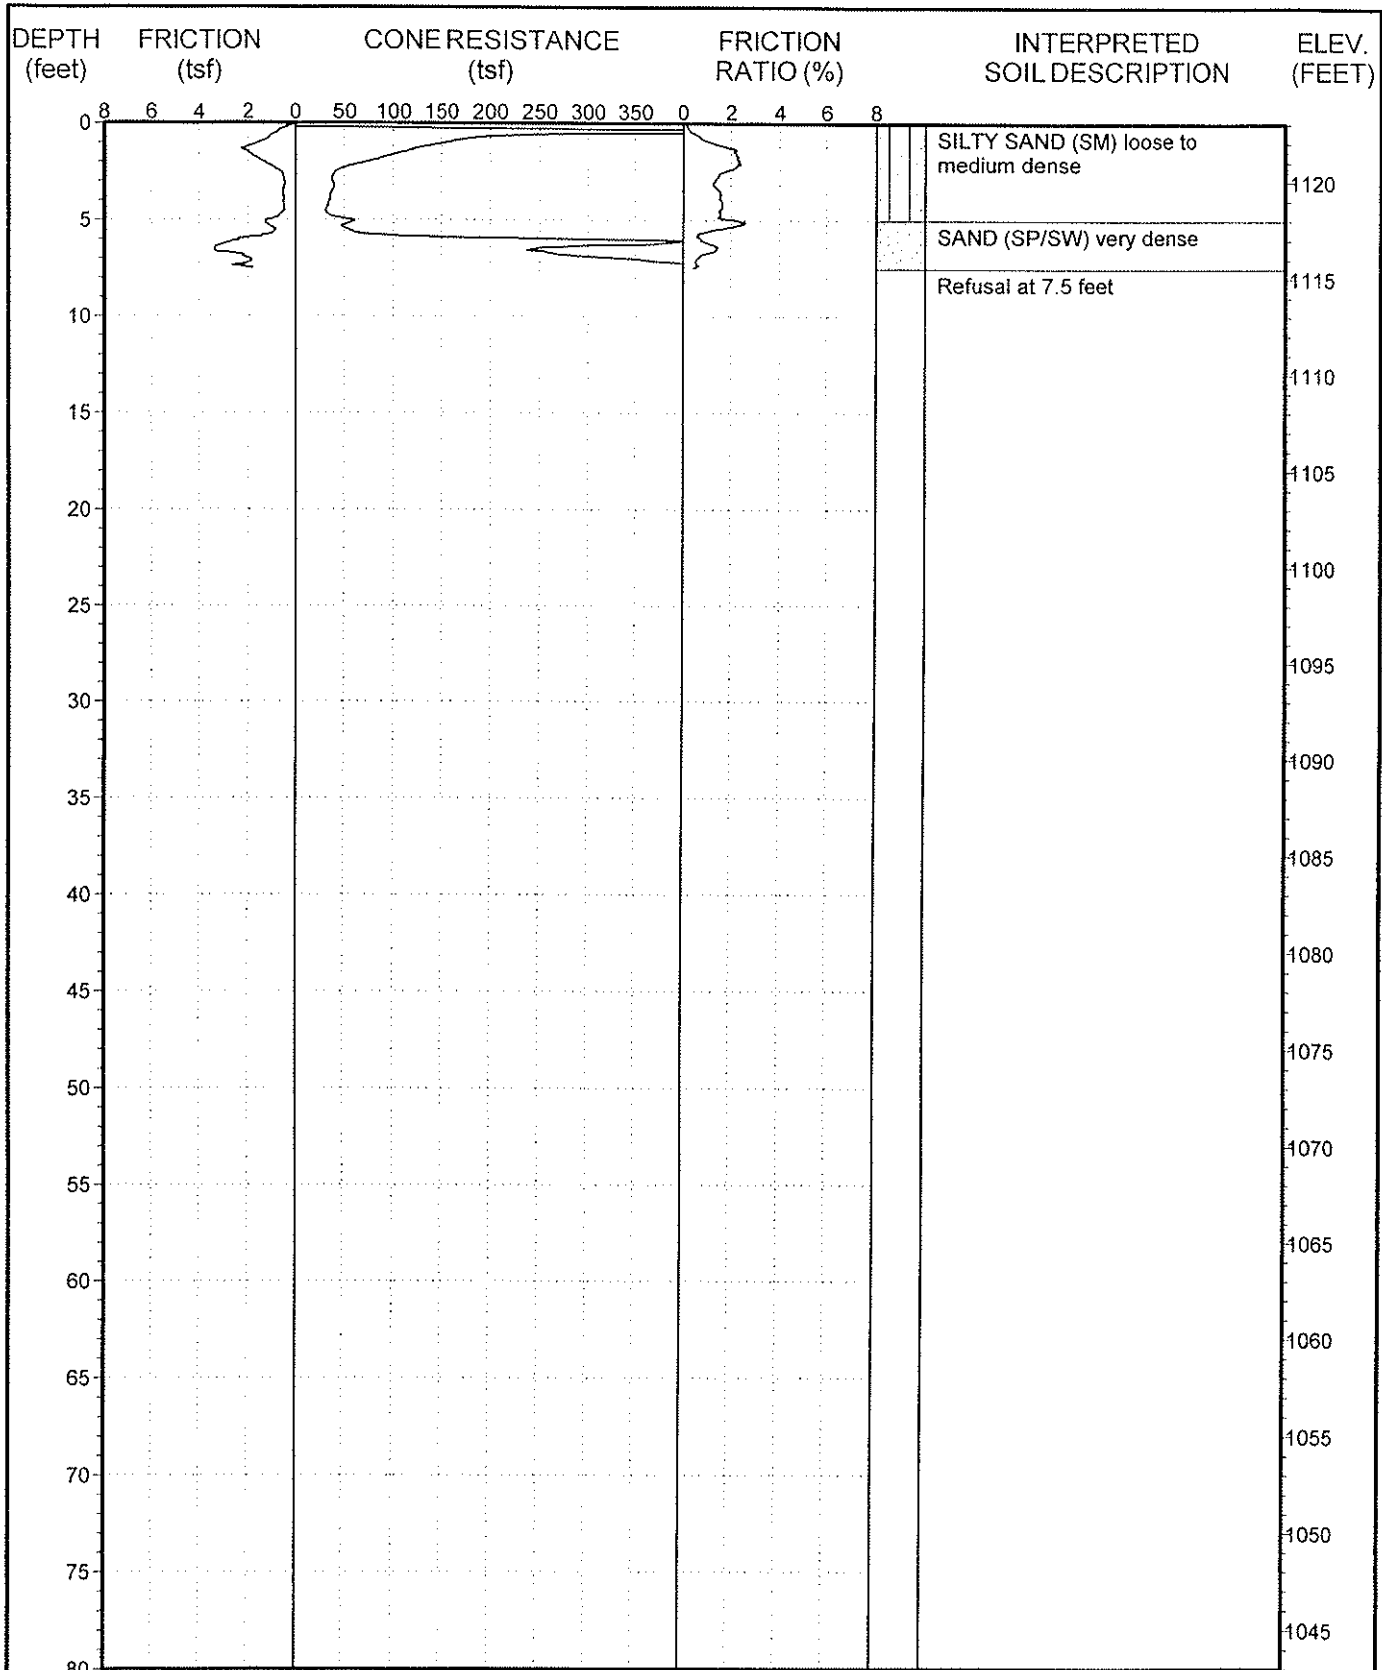 DEPTH
(feet)
FRICTION
(tsf)
CONE RESISTANCE
(tsf)
FRICTION
RATIO (%)
INTERPRETED
SOIL DESCRIPTION
ELEV.
(FEET)
8 6 4 2 0 50 100 150 200 250 300 350 0 2 4 6 8
0
5
10
15
20
25
30
35
40
45
50
55
60
65
70
75
80
SILTY SAND (SM) loose to
medium dense
SAND (SP/SW) very dense
Refusal at 7.5 feet
1120
1115
1110
1105
1100
1095
1090
1085
1080
1075
1070
1065
1060
1055
1050
1045